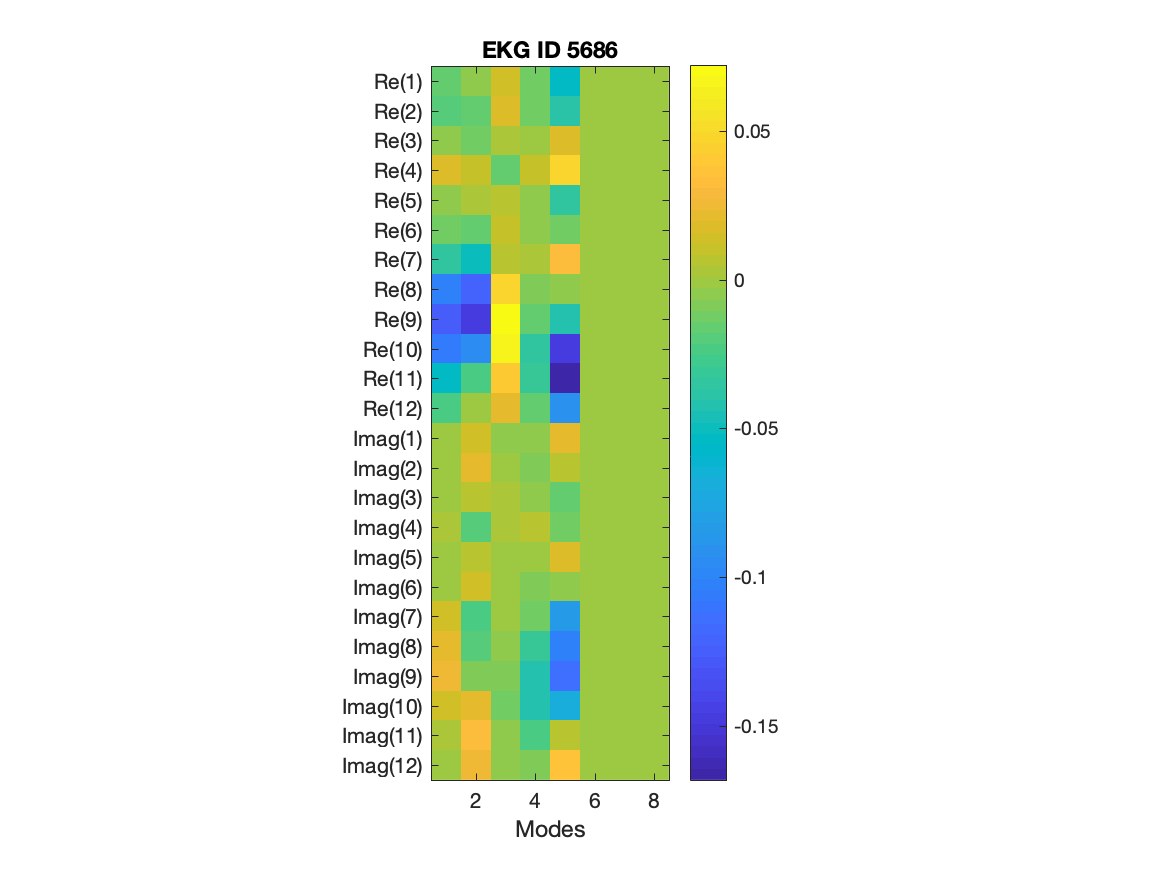 EKG ID 5686
Re(1)
Re(2)
Re(3)
Re(4)
Re(5)
Re(6)
Re(7)
Re(8)
Re(9)
Re(10)
Re(11)
Re(12)
Imag(1)
Imag(2)
Imag(3)
Imag(4)
Imag(5)
Imag(6)
Imag(7)
Imag(8)
Imag(9)
Imag(10)
Imag(11)
Imag(12)
2 4 6 8
Modes
0.05
0
-0.05
-0.1
-0.15